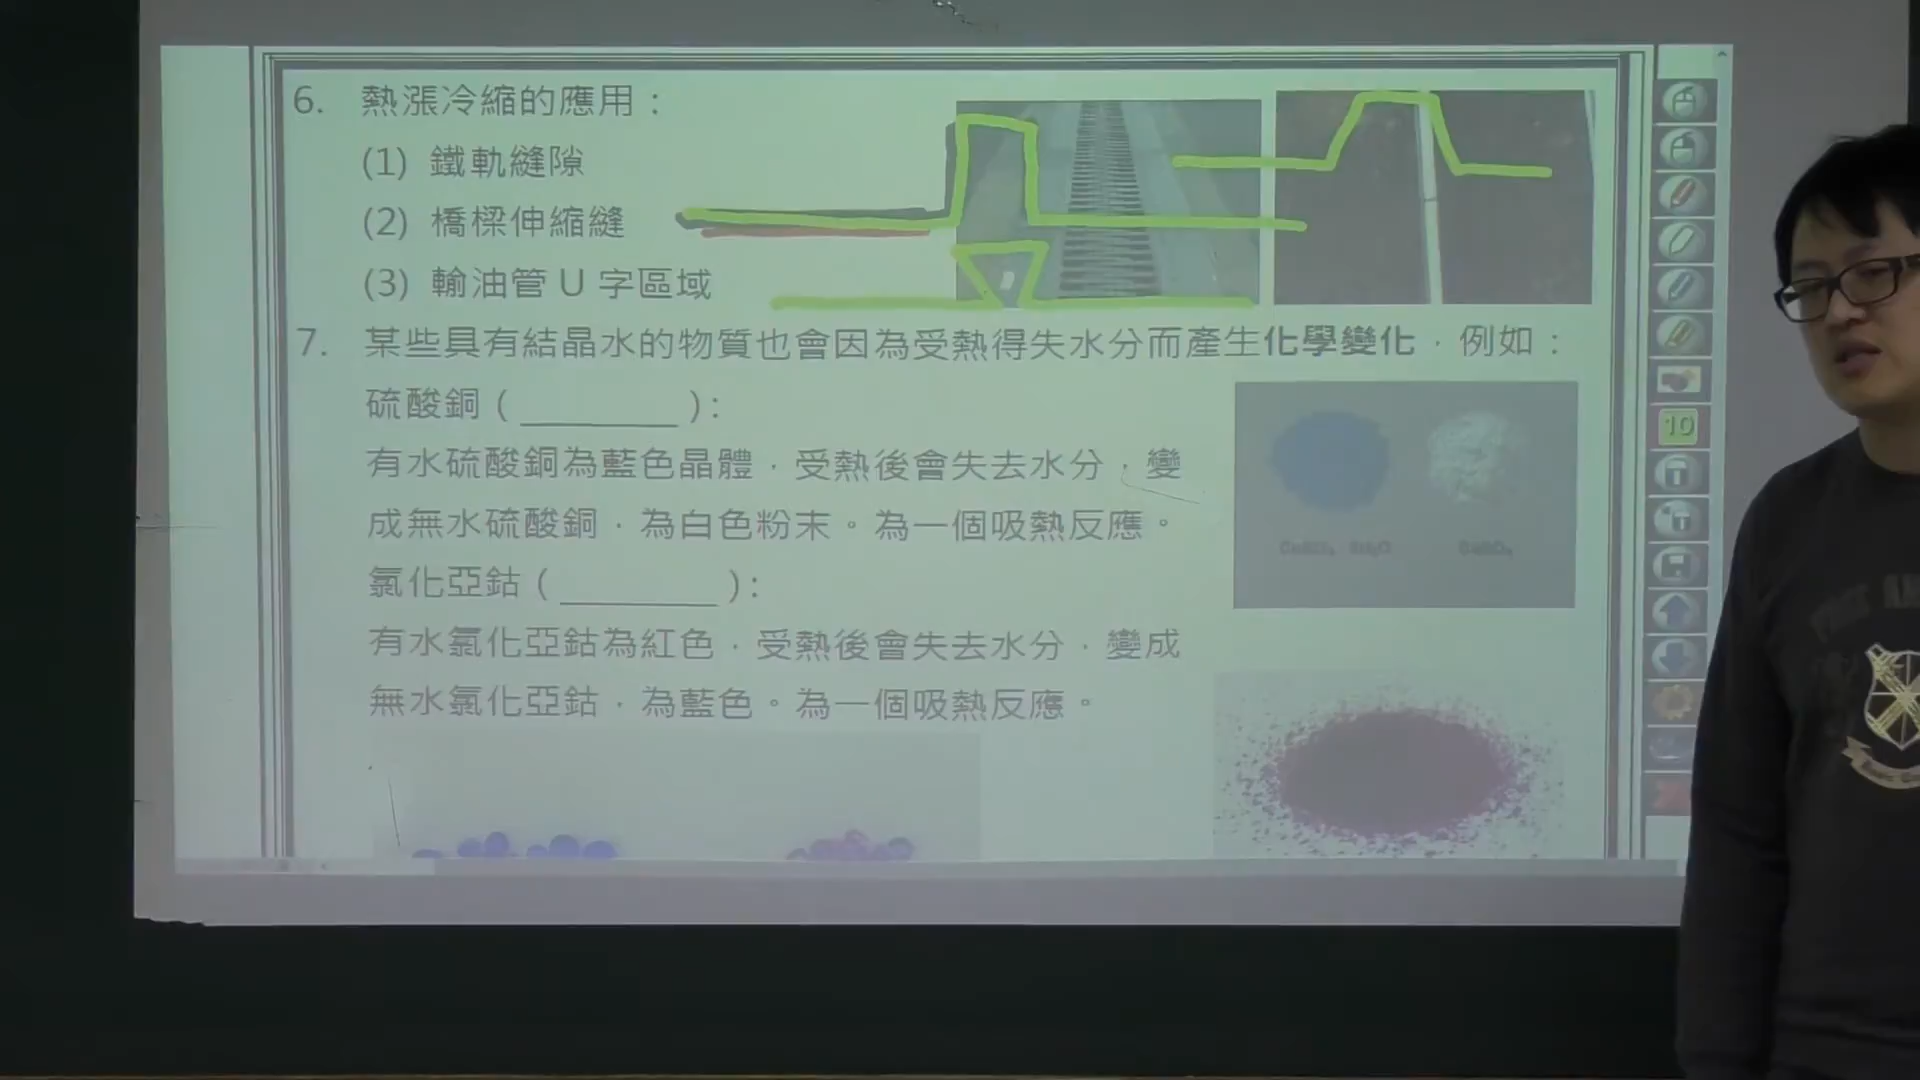 6. 熱漲冷縮的應用：
(1) 鐵軌縫隙
(2) 橋樑伸縮縫
(3) 輸油管 U 字區域
7. 某些具有結晶水的物質也會因為受熱得失水分而產生化學變化，例如：
硫酸銅 ( ________ )：
有水硫酸銅為藍色晶體，受熱後會失去水分，變
成無水硫酸銅，為白色粉末。為一個吸熱反應。
氯化亞鈷 ( ________ )：
有水氯化亞鈷為紅色，受熱後會失去水分，變成
無水氯化亞鈷，為藍色。為一個吸熱反應。
10